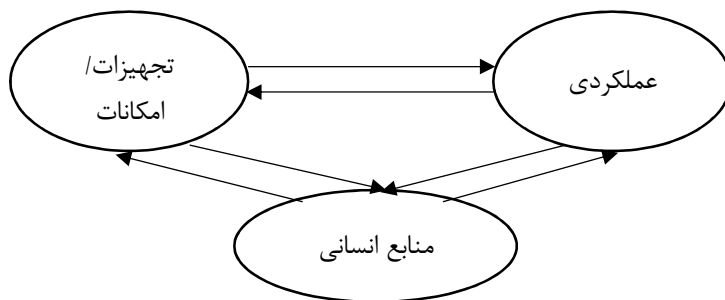 عملکردی
تجهیزات/
امکانات
منابع انسانی